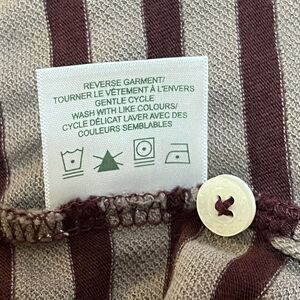 REVERSE GARMENT/
TOURNER LE VÊTEMENT À L'ENVERS
GENTLE CYCLE
WASH WITH LIKE COLOURS/
CYCLE DÉLICAT LAVER AVEC DES
COULEURS SEMBLABLES